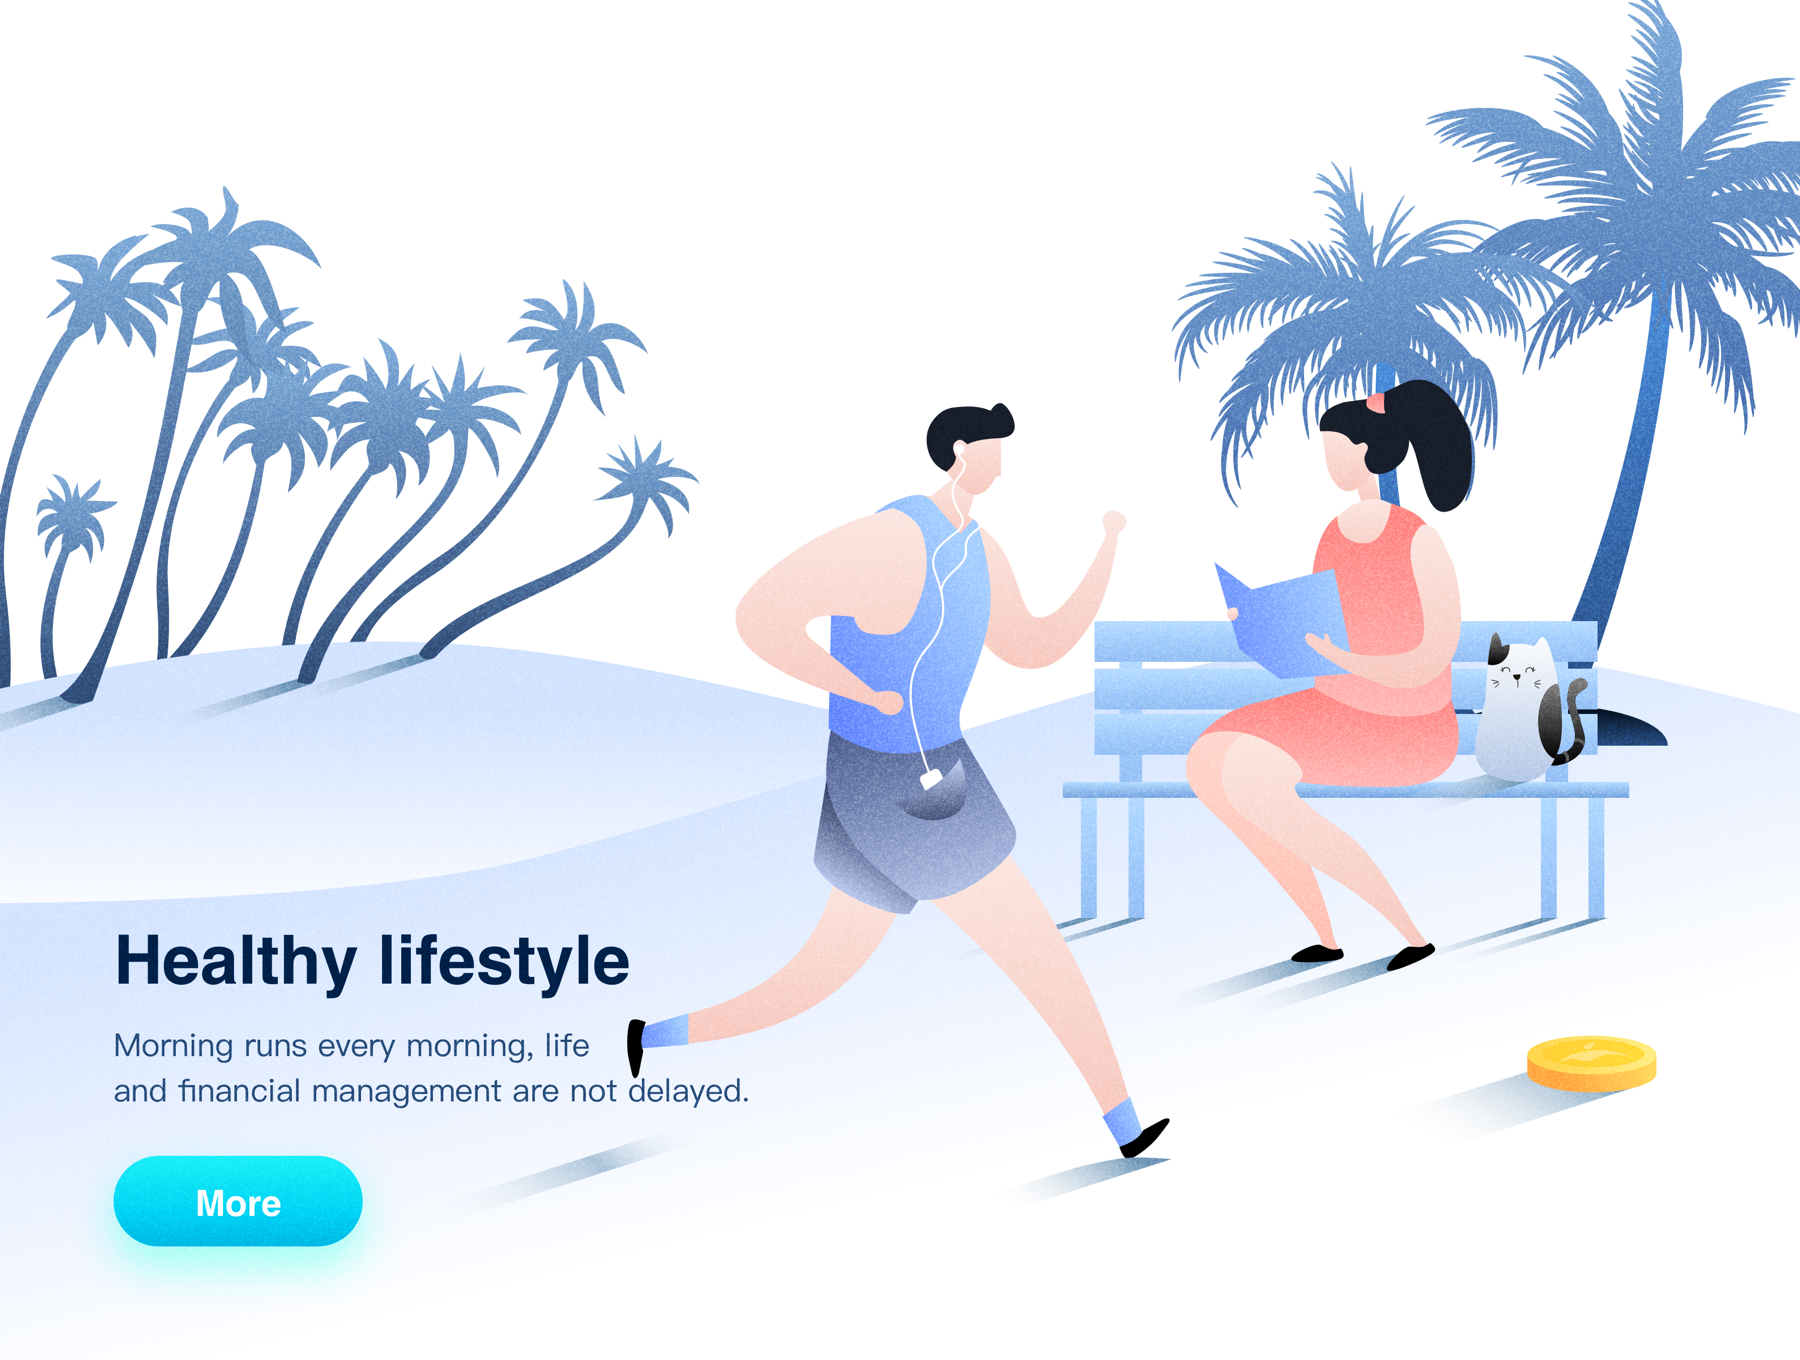 Healthy lifestyle
Morning runs every morning, life
and financial management are not delayed.
More